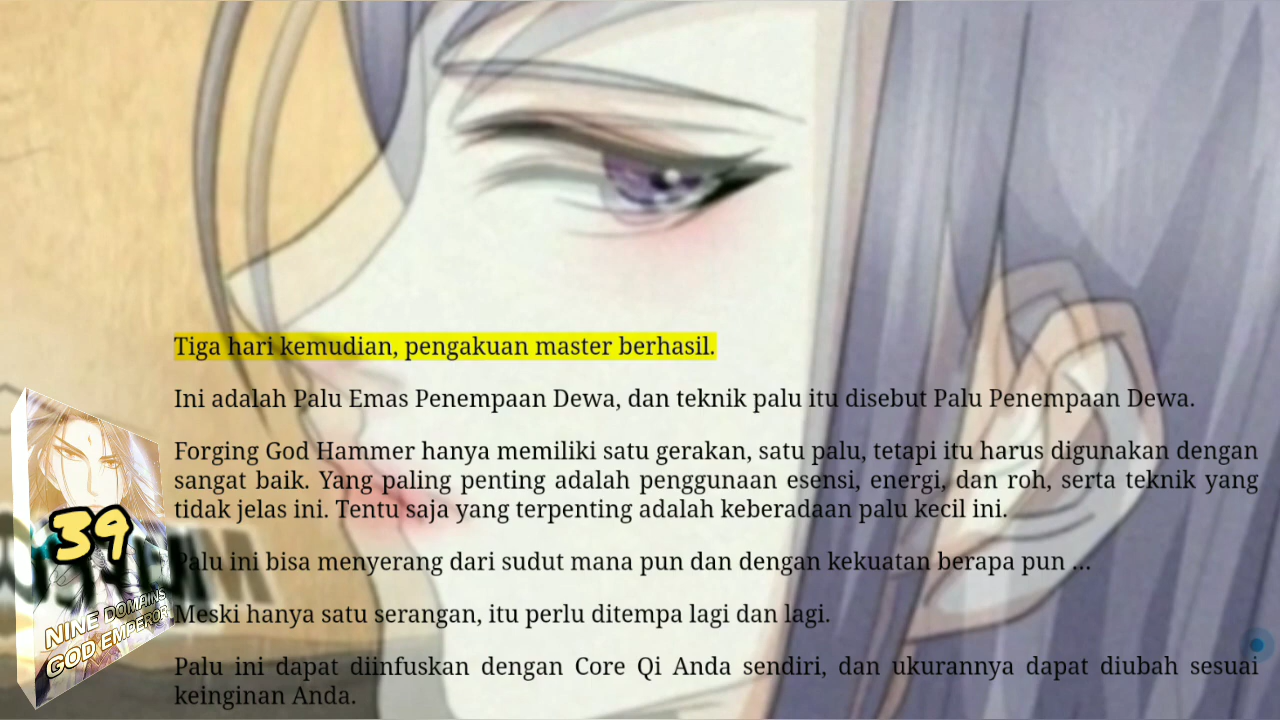 Tiga hari kemudian, pengakuan master berhasil.
Ini adalah Palu Emas Penempaan Dewa, dan teknik palu itu disebut Palu Penempaan Dewa.
Forging God Hammer hanya memiliki satu gerakan, satu palu, tetapi itu harus digunakan dengan
sangat baik. Yang paling penting adalah penggunaan esensi, energi, dan roh, serta teknik yang
tidak jelas ini. Tentu saja yang terpenting adalah keberadaan palu kecil ini.
Palu ini bisa menyerang dari sudut mana pun dan dengan kekuatan berapa pun ...
Meski hanya satu serangan, itu perlu ditempa lagi dan lagi.
Palu ini dapat diinfuskan dengan Core Qi Anda sendiri, dan ukurannya dapat diubah sesuai
keinginan Anda.
39
NINE DOMAINS
GOD EMPEROR